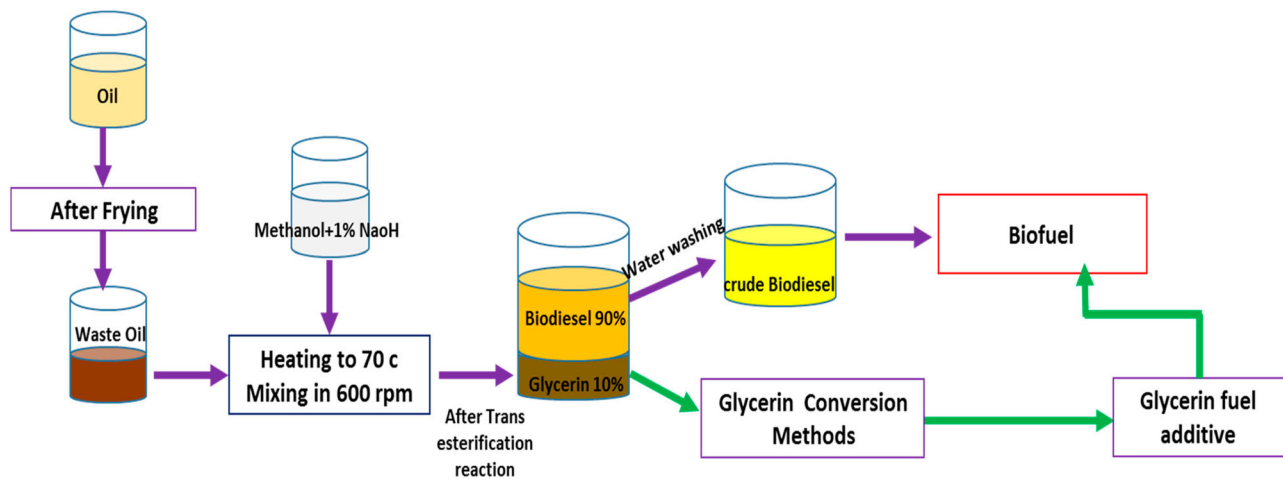 Oil
After Frying
Waste Oil
Methanol+1% NaoH
Heating to 70 c
Mixing in 600 rpm
After Trans
esterification
reaction
Biodiesel 90%
Glycerin 10%
Water washing
crude Biodiesel
Biofuel
Glycerin Conversion
Methods
Glycerin fuel
additive